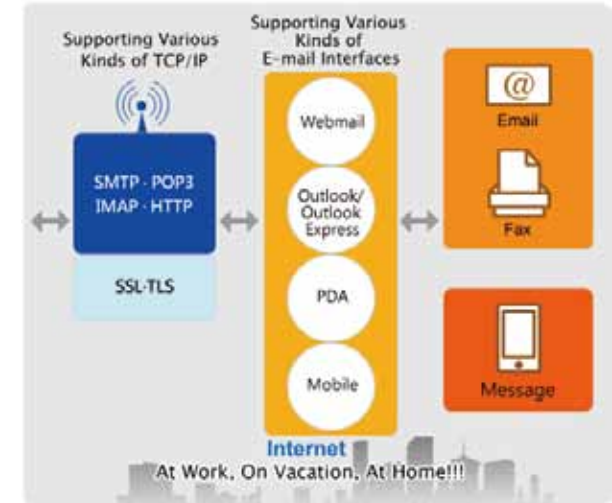 Supporting Various
Kinds of TCP/IP
SMTP · POP3
IMAP · HTTP
SSL·TLS
Supporting Various
Kinds of
E-mail Interfaces
Webmail
Outlook/
Outlook
Express
PDA
Mobile
@
Email
Fax
Message
Internet
At Work, On Vacation, At Home!!!